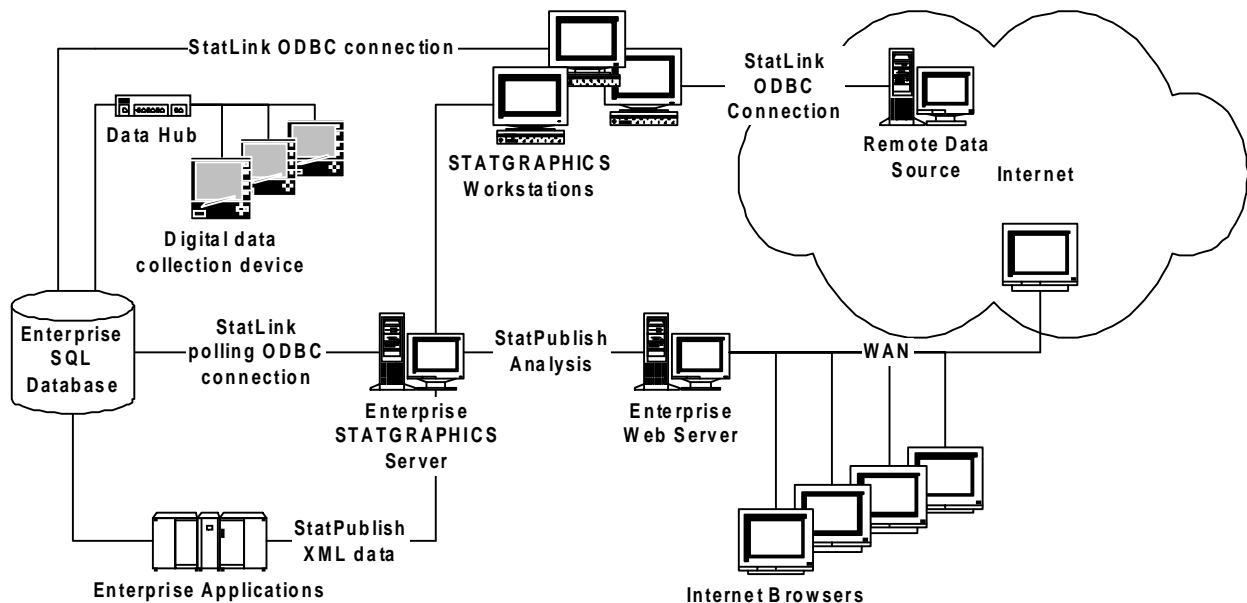 StatLink ODBC connection
StatLink
ODBC
Connection
Data Hub
STATGRAPHICS
Workstations
Remote Data
Source
Internet
Digital data
collection device
Enterprise
SQL
Database
StatLink
polling ODBC
connection
StatPublish
Analysis
WAN
Enterprise
STATGRAPHICS
Server
Enterprise
Web Server
StatPublish
XML data
Enterprise Applications
Internet Browsers